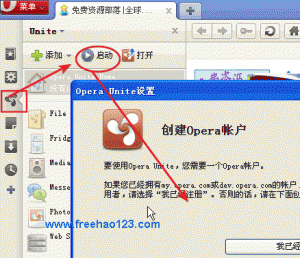 菜单
免费资源部落 |全球.
Unite
添加
启动
打开
Opera Unite Home
File
Fridg
Media
Messe
Photo
Web S
Opera Unite设置
创建Opera帐户
要使用Opera Unite,您需要一个Opera帐户。
如果您已经拥有my.opera.com或dev.opera.com的帐户
用者,请选择“我已经注册”。否则的话,请在下面创
我已经
www.freehao123.com